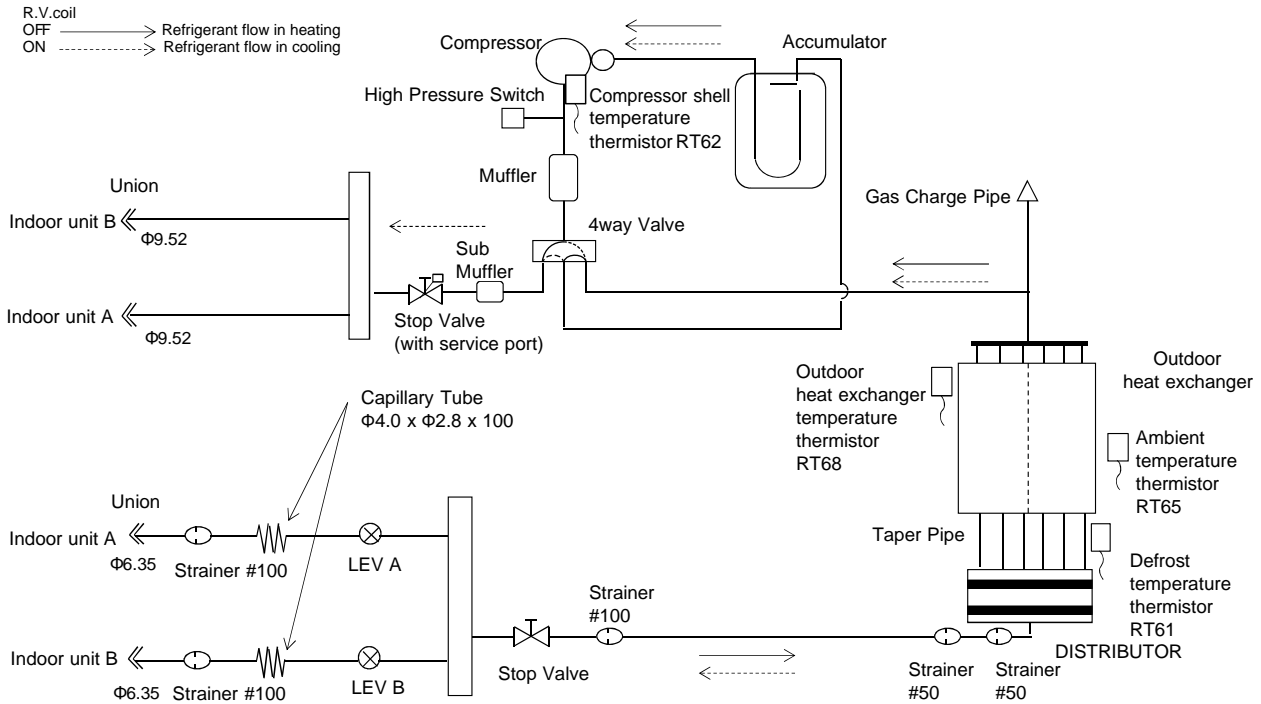 R.V.coil
OFF Refrigerant flow in heating
ON Refrigerant flow in cooling
Compressor
Accumulator
High Pressure Switch
Compressor shell
temperature
thermistor RT62
Muffler
Union
Indoor unit B
Φ9.52
4way Valve
Gas Charge Pipe
Sub
Muffler
Indoor unit A
Φ9.52
Stop Valve
(with service port)
Outdoor
heat exchanger
Outdoor
heat exchanger
temperature
thermistor
RT68
Capillary Tube
Φ4.0 x Φ2.8 x 100
Ambient
temperature
thermistor
RT65
Union
Indoor unit A
Φ6.35
Strainer #100
LEV A
Taper Pipe
Defrost
temperature
thermistor
RT61
DISTRIBUTOR
Strainer
#100
Indoor unit B
Φ6.35
Strainer #100
LEV B
Stop Valve
Strainer
#50
Strainer
#50